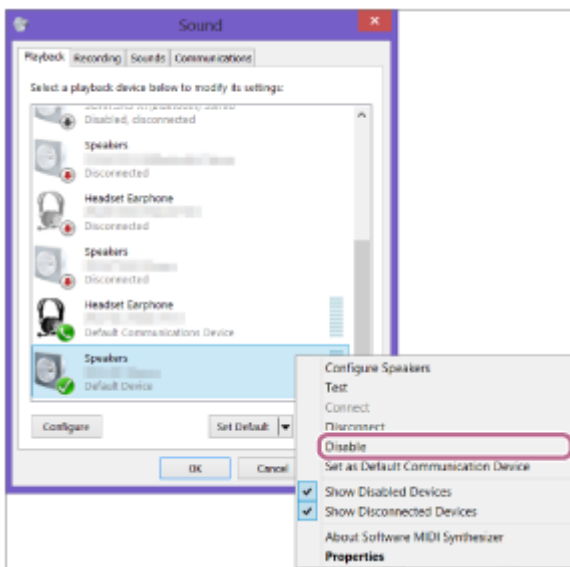 Sound
Playback Recording Sounds Communications
Select a playback device below to modify its settings:
Disabled, disconnected
Speakers
Disconnected
Headset Earphone
Disconnected
Speakers
Disconnected
Headset Earphone
Default Communications Device
Speakers
Default Device
Configure
Set Default
OK
Cancel
Configure Speakers
Test
Connect
Disconnect
Disable
Set as Default Communication Device
Show Disabled Devices
Show Disconnected Devices
About Software MIDI Synthesizer
Properties